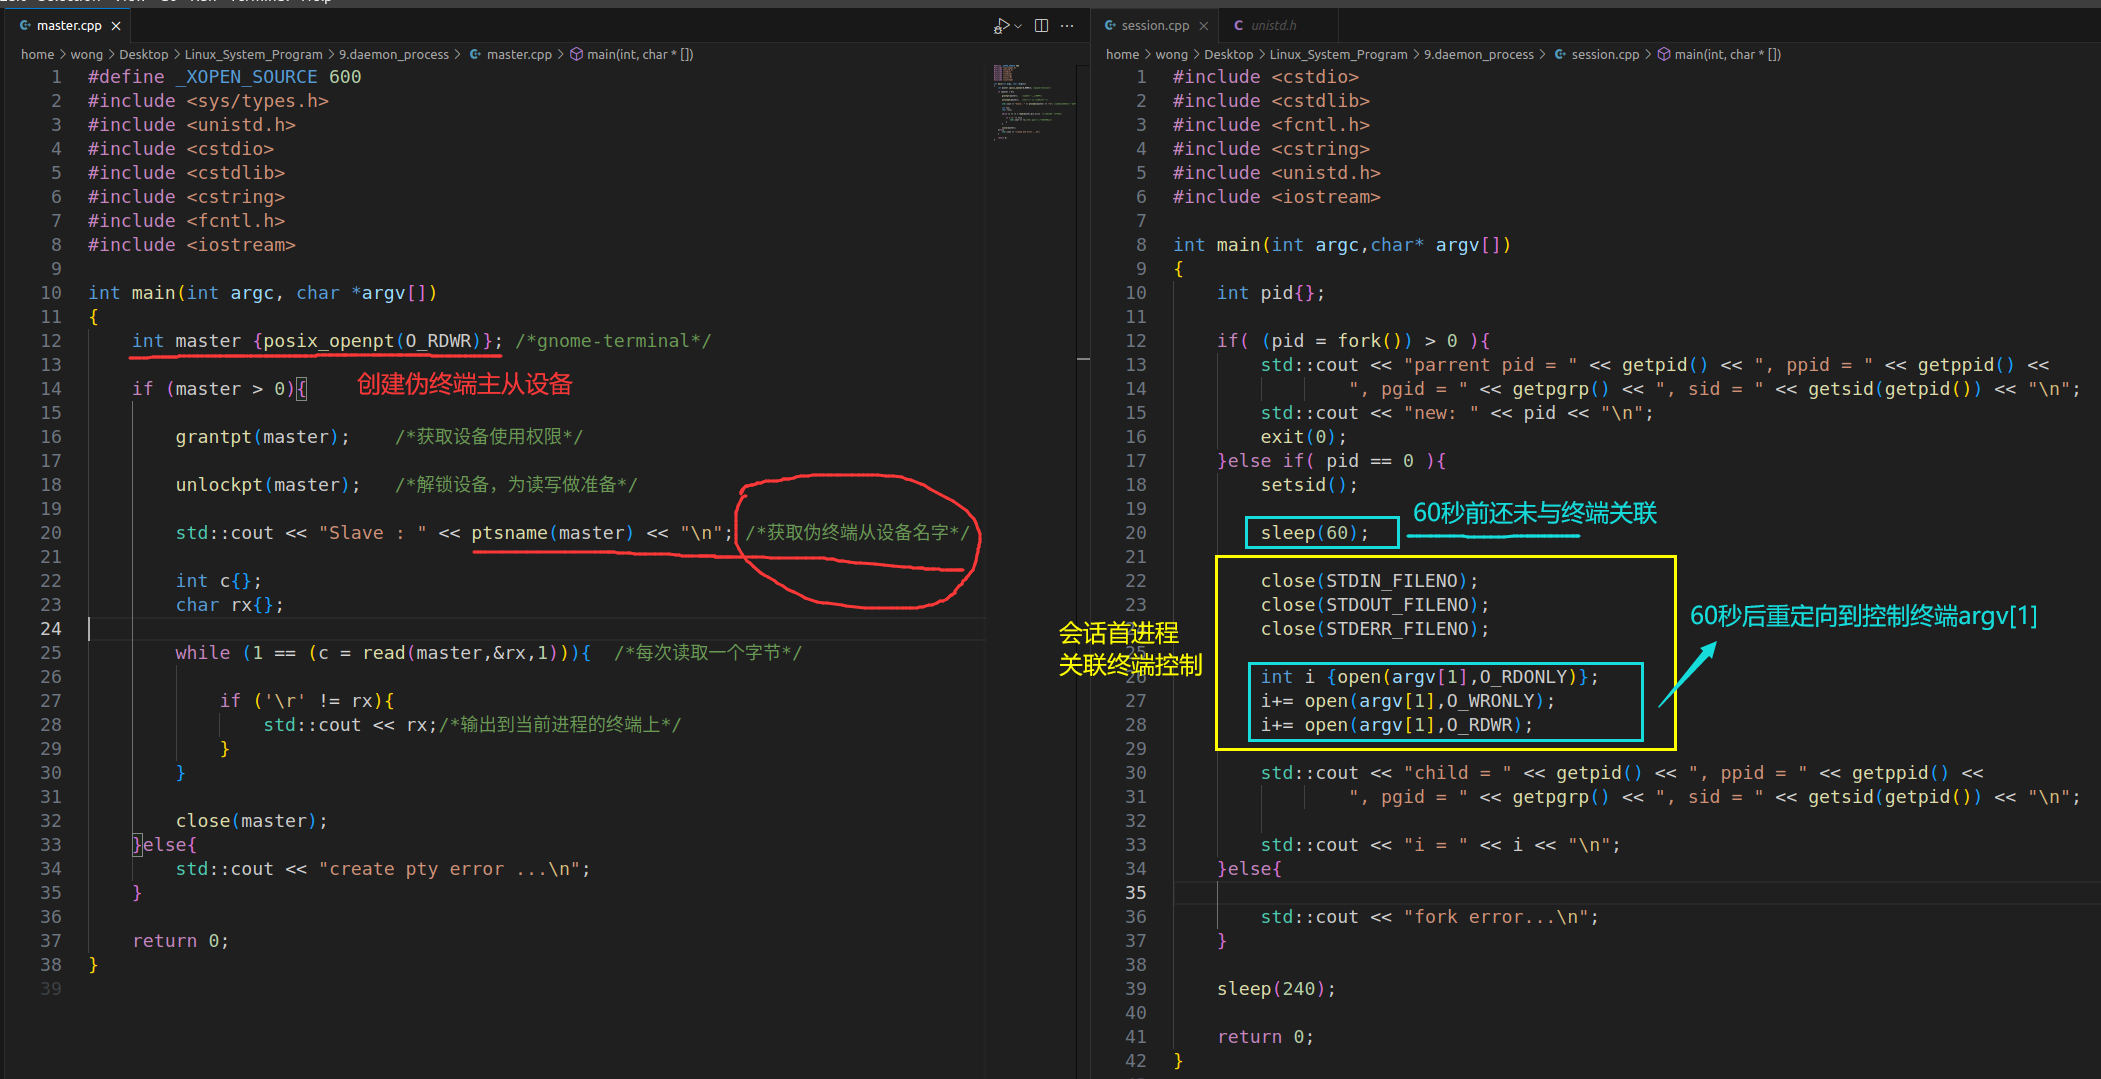 master.cpp
home > wong > Desktop > Linux_System_Program > 9.daemon_process > master.cpp > main(int, char * [])
1 #define _XOPEN_SOURCE 600
2 #include <sys/types.h>
3 #include <unistd.h>
4 #include <cstdio>
5 #include <cstdlib>
6 #include <cstring>
7 #include <fcntl.h>
8 #include <iostream>
9
10 int main(int argc, char *argv[])
11 {
12 int master {posix_openpt(O_RDWR)}; /*gnome-terminal*/
13
14 if (master > 0){
创建伪终端主从设备
15
16 grantpt(master); /*获取设备使用权限*/
17
18 unlockpt(master); /*解锁设备，为读写做准备*/
19
20 std::cout << "Slave : " << ptsname(master) << "\n"; /*获取伪终端从设备名字*/
21
22 int c{};
23 char rx{};
24
25 while (1 == (c = read(master,&rx,1))){ /*每次读取一个字节*/
26
27 if ('\r' != rx){
28 std::cout << rx;/*输出到当前进程的终端上*/
29 }
30 }
31
32 close(master);
33 }else{
34 std::cout << "create pty error ...\n";
35 }
36
37 return 0;
38 }
39
session.cpp
unistd.h
home > wong > Desktop > Linux_System_Program > 9.daemon_process > session.cpp > main(int, char * [])
1 #include <cstdio>
2 #include <cstdlib>
3 #include <fcntl.h>
4 #include <cstring>
5 #include <unistd.h>
6 #include <iostream>
7
8 int main(int argc,char* argv[])
9 {
10 int pid{};
11
12 if( (pid = fork()) > 0 ){
13 std::cout << "parrent pid = " << getpid() << ", ppid = " << getppid() <<
14 ", pgid = " << getpgrp() << ", sid = " << getsid(getpid()) << "\n";
15 std::cout << "new: " << pid << "\n";
16 exit(0);
17 }else if( pid == 0 ){
18 setsid();
19
60秒前还未与终端关联
20 sleep(60);
21
22 close(STDIN_FILENO);
23 close(STDOUT_FILENO);
close(STDERR_FILENO);
60秒后重定向到控制终端argv[1]
会话首进程
关联终端控制
25
26 int i {open(argv[1],O_RDONLY)};
27 i+= open(argv[1],O_WRONLY);
28 i+= open(argv[1],O_RDWR);
29
30 std::cout << "child = " << getpid() << ", ppid = " << getppid() <<
31 ", pgid = " << getpgrp() << ", sid = " << getsid(getpid()) << "\n";
32
33 std::cout << "i = " << i << "\n";
34 }else{
35
36 std::cout << "fork error...\n";
37 }
38
39 sleep(240);
40
41 return 0;
42 }